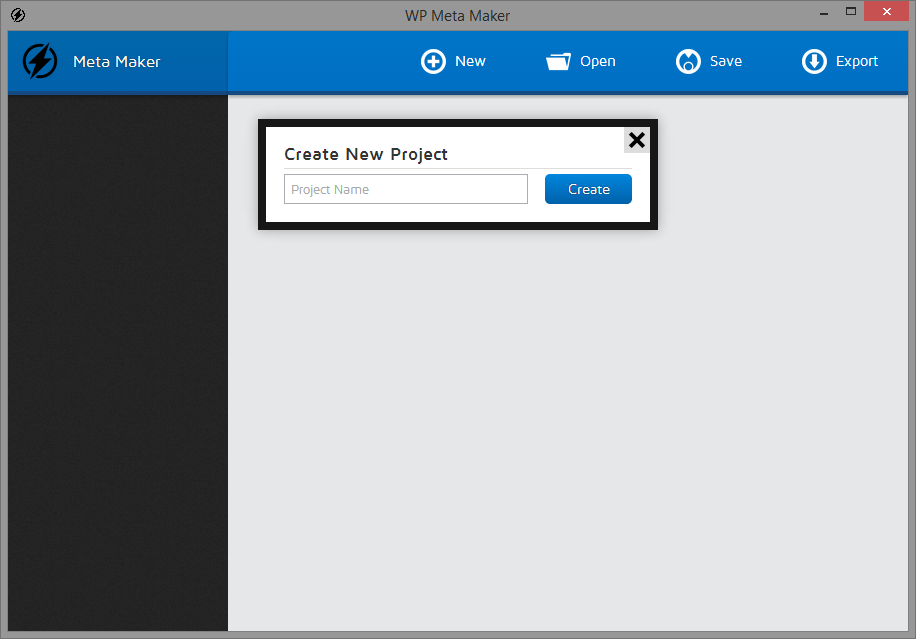 WP Meta Maker
Meta Maker
New
Open
Save
Export
Create New Project
Project Name
Create